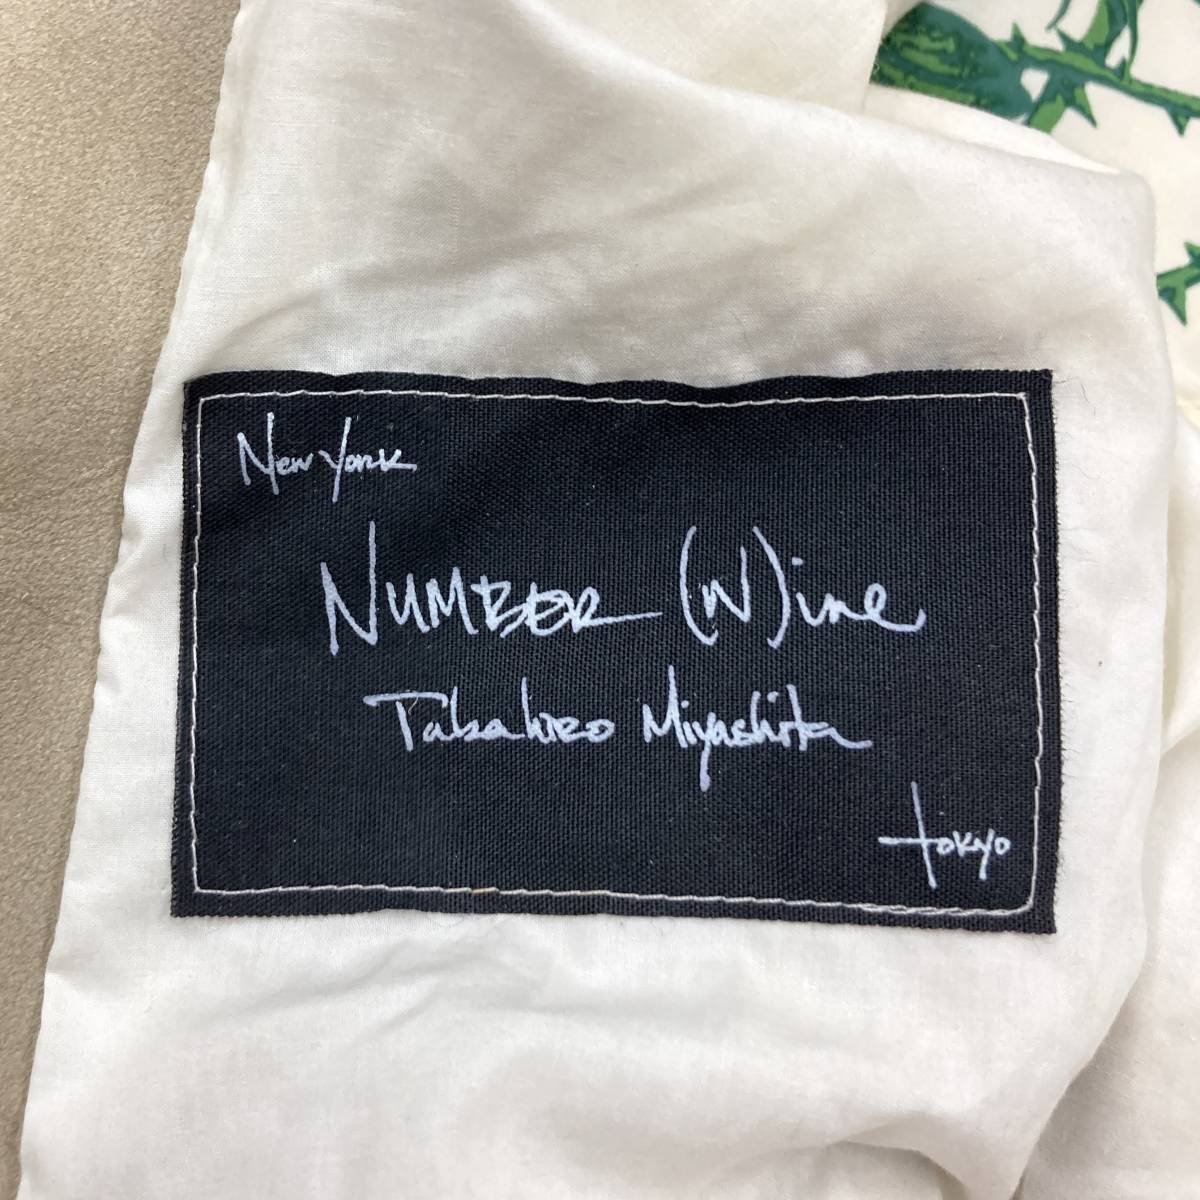 New York
NUMBER (N)ine
Takahiro Miyashita
tokyo